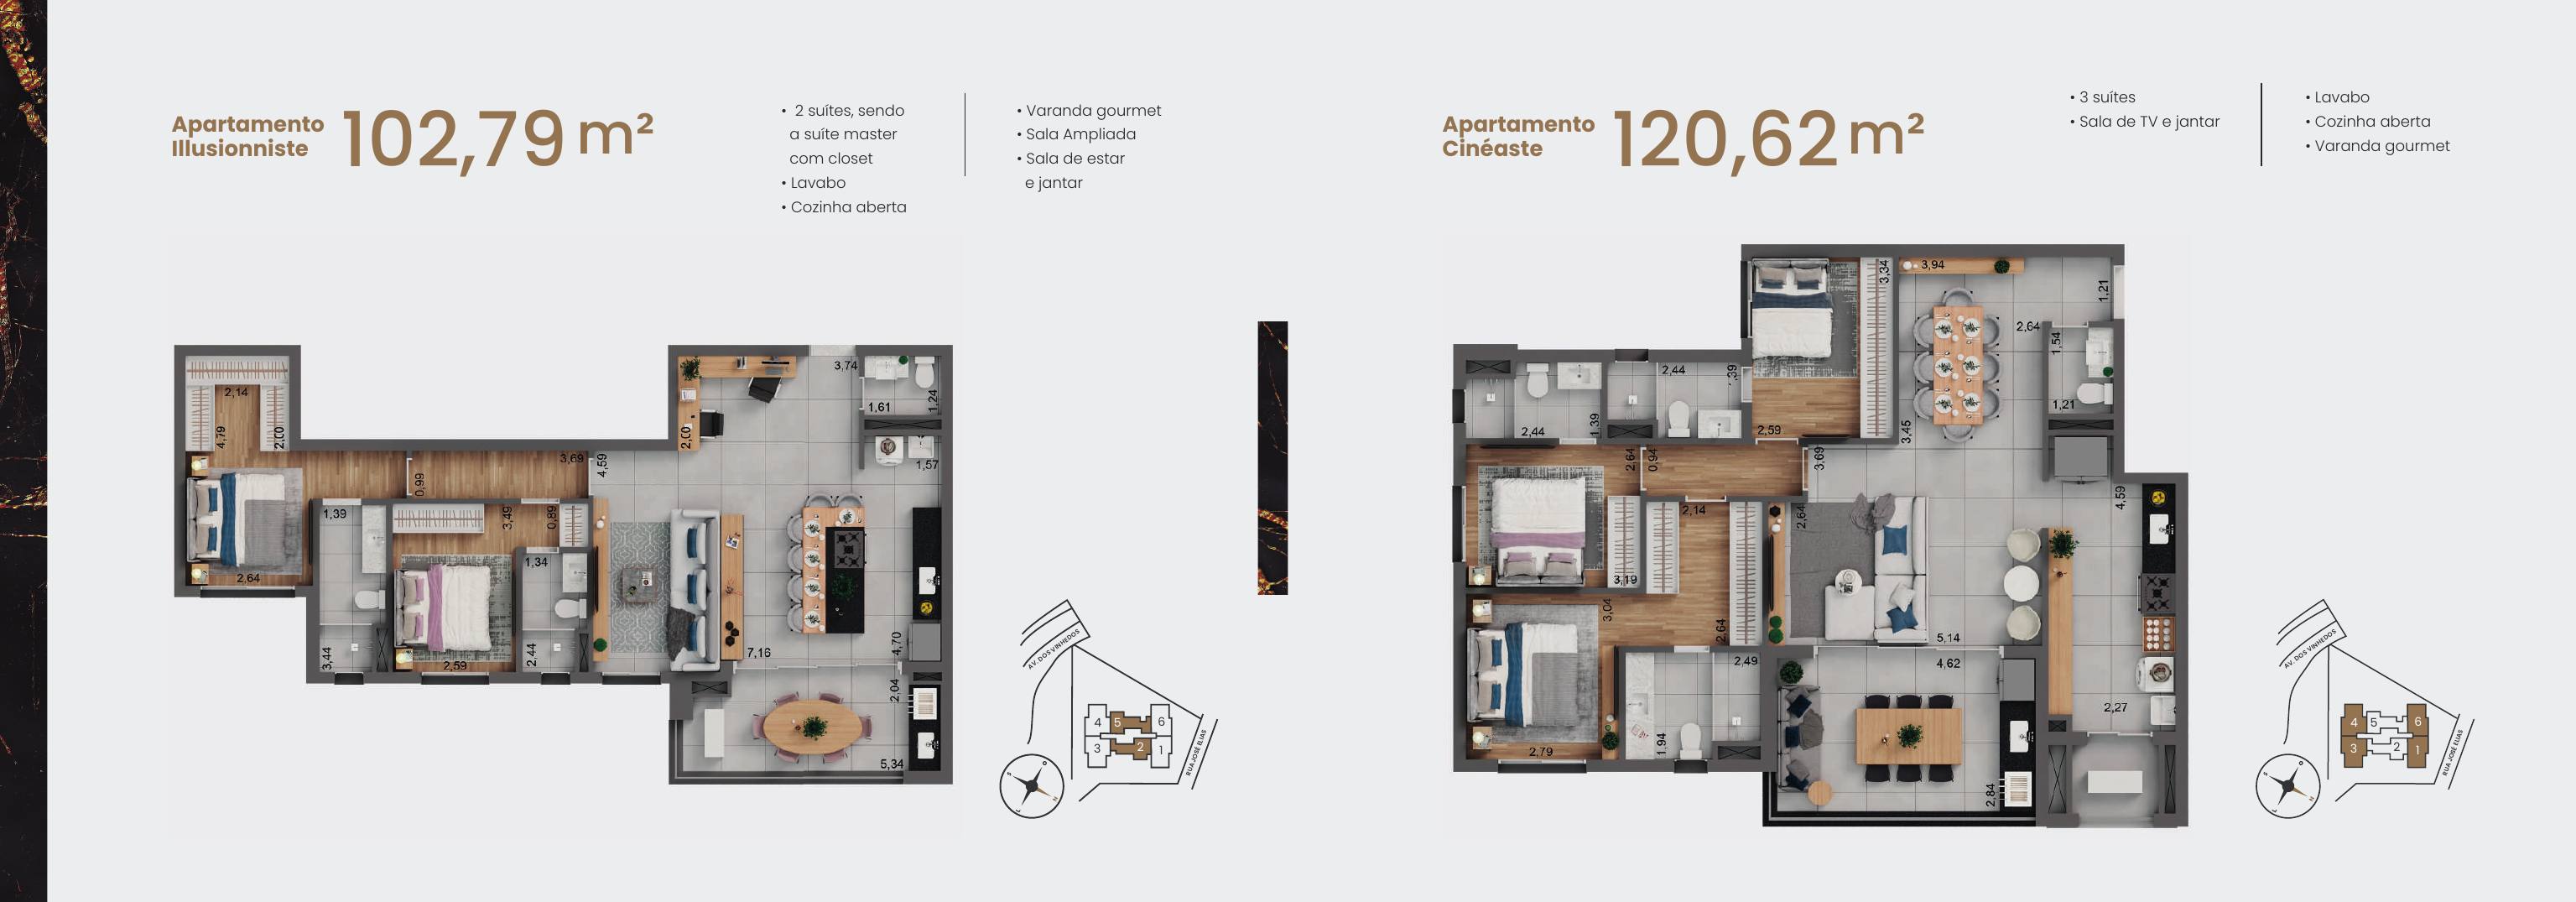 Apartamento
Illusionniste
102,79 m²
• 2 suítes, sendo
a suíte master
com closet
• Lavabo
• Cozinha aberta
• Varanda gourmet
• Sala Ampliada
• Sala de estar
e jantar
3,74
2,14
1,61
1,24
4,79
2,00
2,00
3,69
4,59
1,57
0,99
1,39
3,49
0,89
1,34
2,64
3,44
2,59
2,44
7,16
4,70
2,04
5,34
AV. DOS VINHEDOS
4
5
6
3
2
1
RUA JOSÉ ELIAS
S
O
L
N
Apartamento
Cinéaste
120,62 m²
• 3 suítes
• Sala de TV e jantar
• Lavabo
• Cozinha aberta
• Varanda gourmet
3,34
3,94
1,21
2,64
1,54
2,44
1,39
1,21
2,44
1,39
2,59
3,45
2,64
0,94
3,69
4,59
2,14
2,64
3,19
3,04
2,64
5,14
2,49
4,62
2,27
1,94
2,79
2,84
AV. DOS VINHEDOS
4
5
6
3
2
1
RUA JOSÉ ELIAS
S
O
L
N